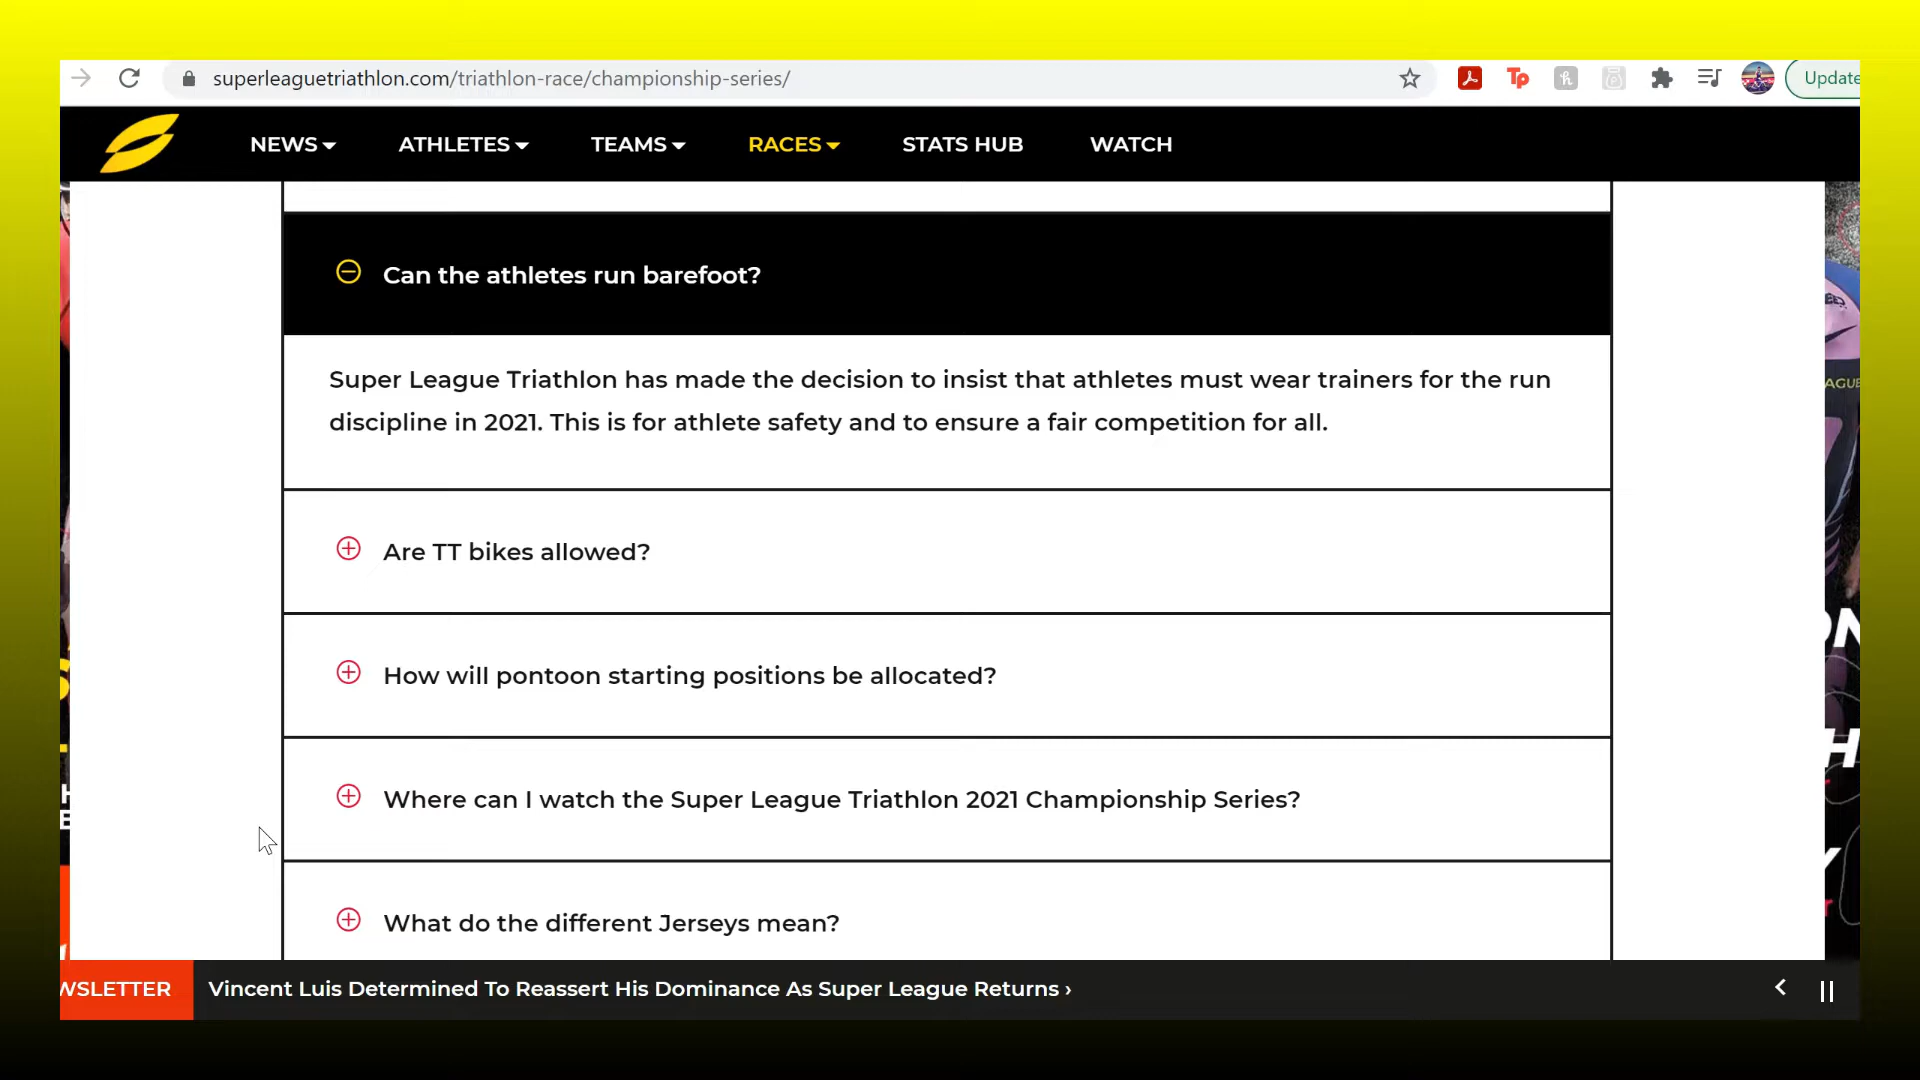 superleaguetriathlon.com/triathlon-race/championship-series/
Tp
h
Update
NEWS ATHLETES TEAMS RACES STATS HUB WATCH
Can the athletes run barefoot?
Super League Triathlon has made the decision to insist that athletes must wear trainers for the run
discipline in 2021. This is for athlete safety and to ensure a fair competition for all.
Are TT bikes allowed?
How will pontoon starting positions be allocated?
Where can I watch the Super League Triathlon 2021 Championship Series?
What do the different Jerseys mean?
WSLETTER Vincent Luis Determined To Reassert His Dominance As Super League Returns ›